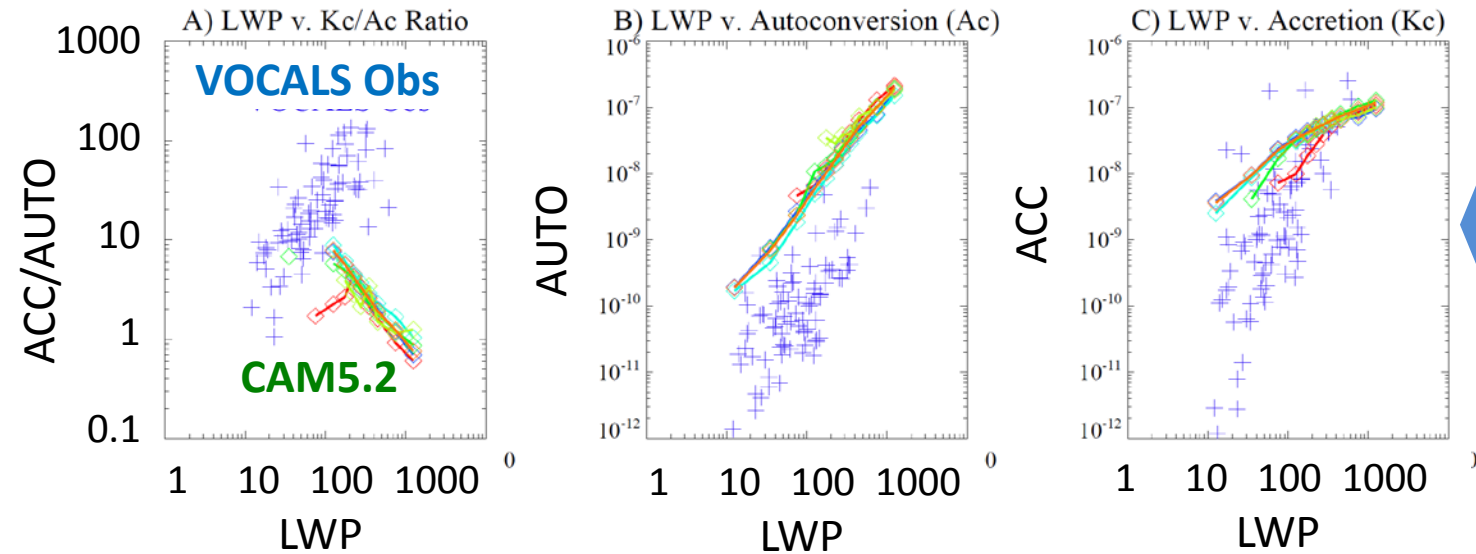 A) LWP v. Kc/Ac Ratio
1000
100
10
1
0.1
ACC/AUTO
VOCALS Obs
CAM5.2
1 10 100 1000
0
LWP
B) LWP v. Autoconversion (Ac)
10-6
10-7
10-8
10-9
10-10
10-11
10-12
AUTO
1 10 100 1000
0
LWP
C) LWP v. Accretion (Kc)
10-6
10-7
10-8
10-9
10-10
10-11
10-12
ACC
1 10 100 1000
LWP